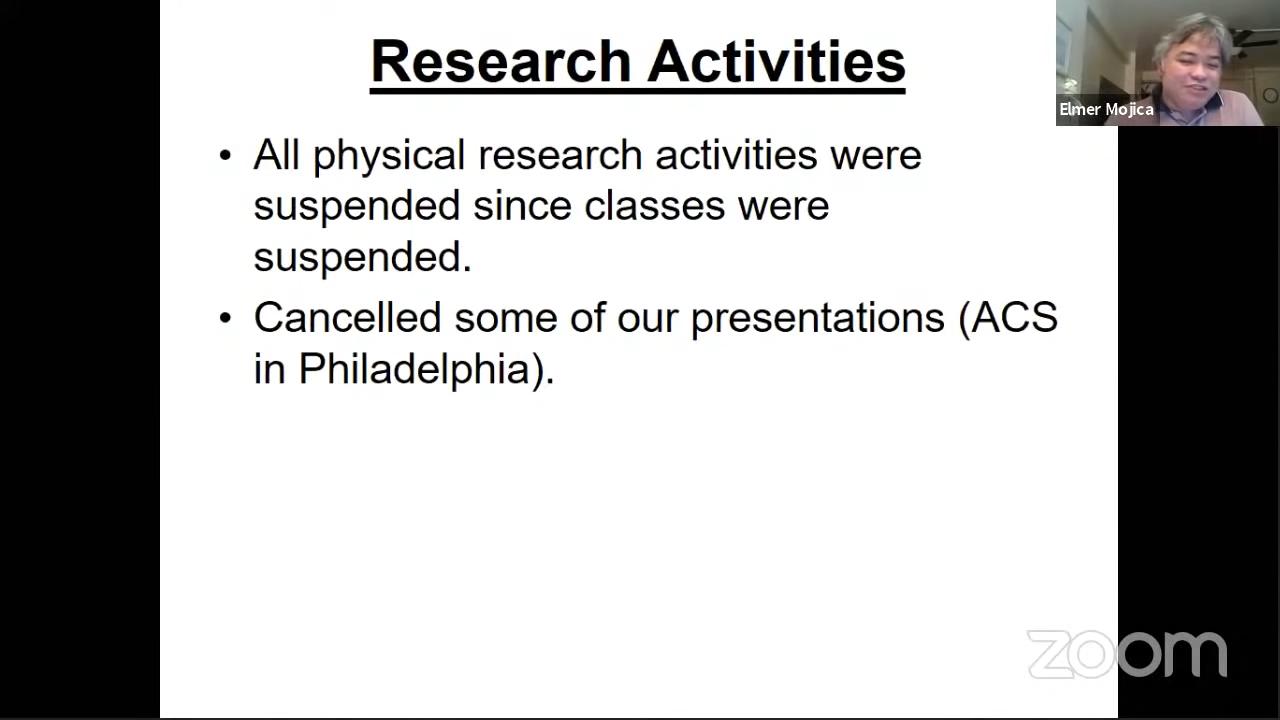 Research Activities
Elmer Mojica
• All physical research activities were
suspended since classes were
suspended.
• Cancelled some of our presentations (ACS
in Philadelphia).
zoom